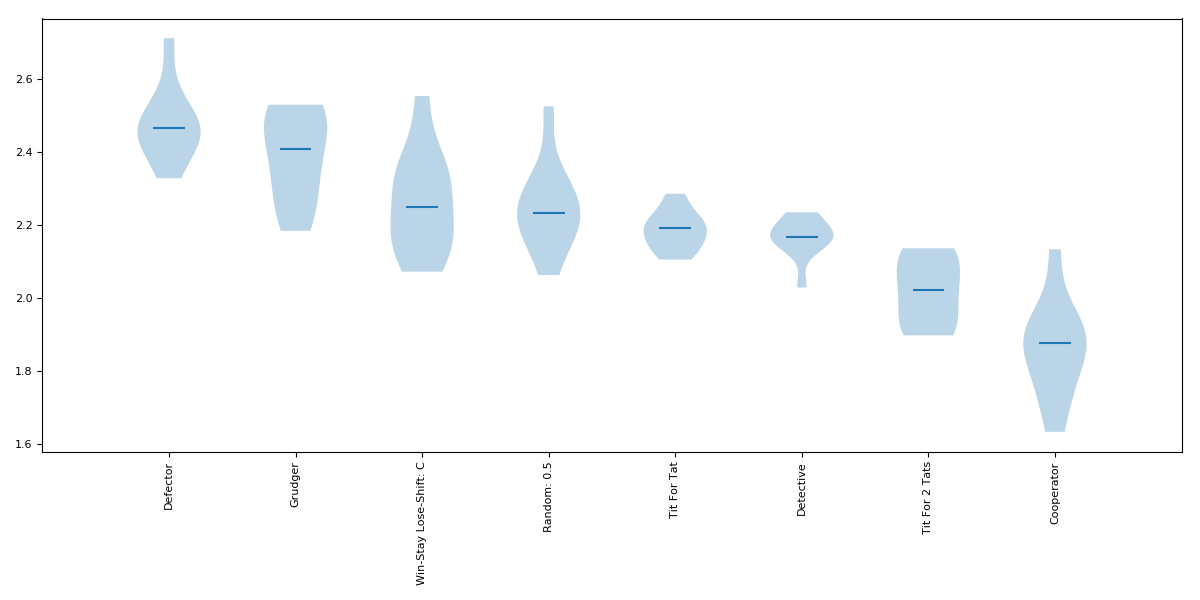 2.6
2.4
2.2
2.0
1.8
1.6
Defector
Grudger
Win-Stay Lose-Shift: C
Random: 0.5
Tit For Tat
Detective
Tit For 2 Tats
Cooperator